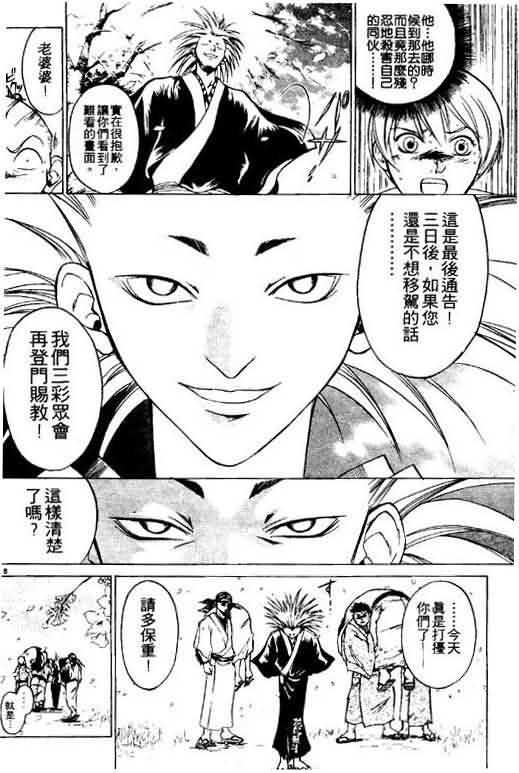 他…他哪時
候到那去的？
而且竟那麼殘
忍地殺害自己
的同伙……！
實在很抱歉，
讓你們看到了
難看的畫面。
老婆婆！
這是最後通告！
三日後，如果您
還是不想移駕的話
…………
我們三彩眾會
再登門賜教！
這樣清楚
了嗎？
8
……今天
真是打擾
你們了…
請多保重！
就是…